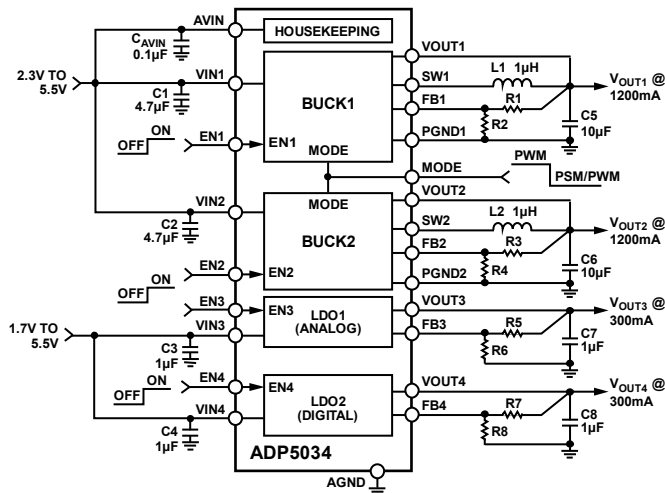 AVIN
HOUSEKEEPING
C AVIN
0.1µF
VOUT1
2.3V TO
5.5V
VIN1
C1
4.7µF
BUCK1
SW1
L1 1µH
VOUT1 @
1200mA
FB1
R1
R2
C5
10µF
ON
OFF
EN1
EN1
PGND1
MODE
MODE
PWM
PSM/PWM
MODE
VOUT2
VIN2
C2
4.7µF
BUCK2
SW2
L2 1µH
VOUT2 @
1200mA
FB2
R3
R4
C6
10µF
ON
OFF
EN2
EN2
PGND2
EN3
EN3
LDO1
(ANALOG)
VOUT3
VOUT3 @
300mA
1.7V TO
5.5V
VIN3
C3
1µF
FB3
R5
R6
C7
1µF
ON
OFF
EN4
EN4
LDO2
(DIGITAL)
VOUT4
VOUT4 @
300mA
VIN4
C4
1µF
FB4
R7
R8
C8
1µF
ADP5034
AGND